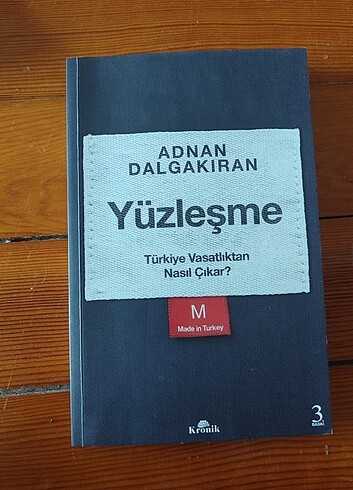 ADNAN
DALGAKIRAN
Yüzleşme
Türkiye Vasatlıktan
Nasıl Çıkar?
M
Made in Turkey
Kronik
3.
BASKI